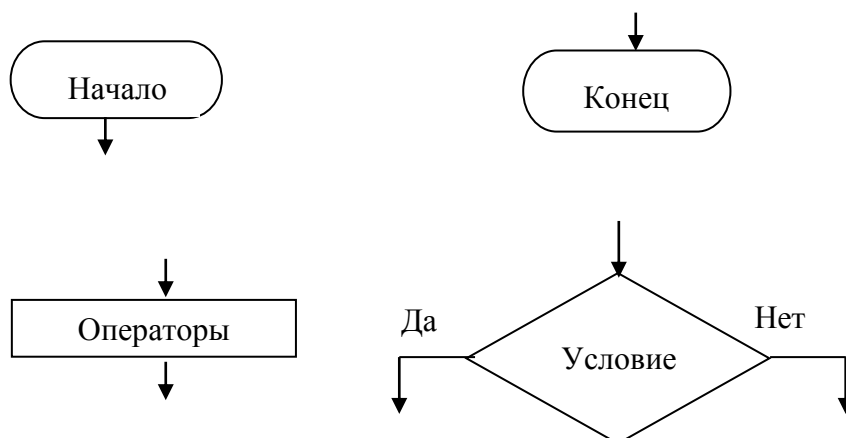 Начало
Конец
Операторы
Да
Условие
Нет